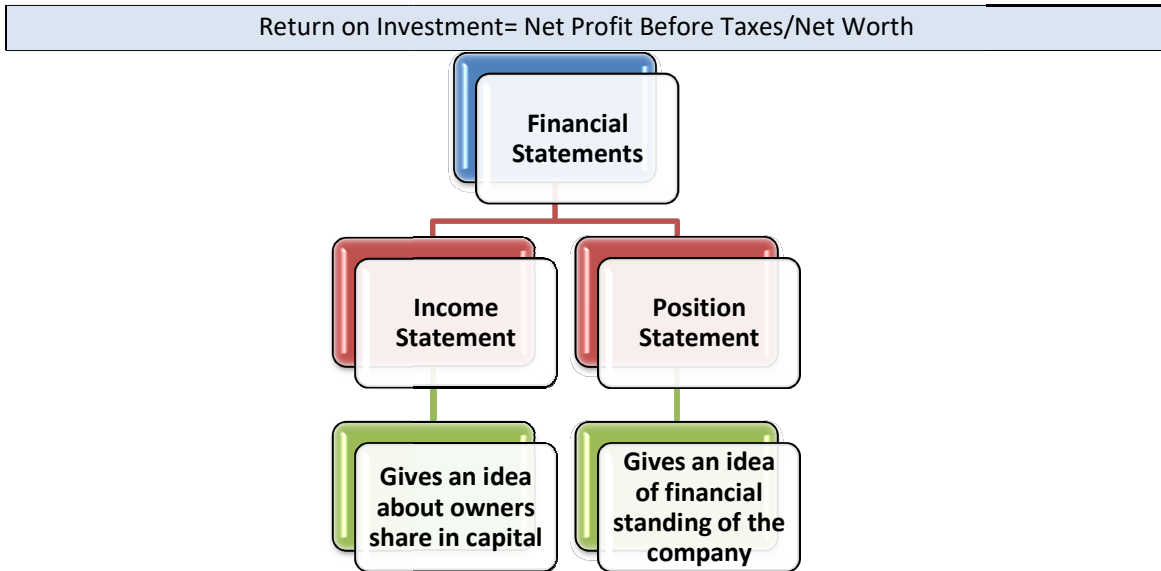 Return on Investment= Net Profit Before Taxes/Net Worth
Financial
Statements
Income
Statement
Position
Statement
Gives an idea
about owners
share in capital
Gives an idea
of financial
standing of the
company